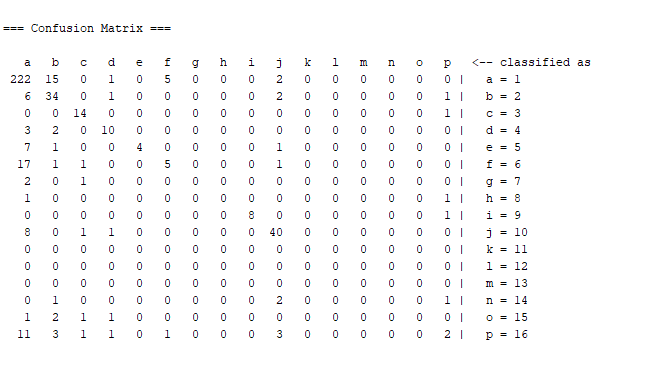 === Confusion Matrix ===
a b c d e f g h i j k l m n o p <-- classified as
222 15 0 1 0 5 0 0 0 2 0 0 0 0 0 0 | a = 1
6 34 0 1 0 0 0 0 0 2 0 0 0 0 0 1 | b = 2
0 0 14 0 0 0 0 0 0 0 0 0 0 0 0 1 | c = 3
3 2 0 10 0 0 0 0 0 0 0 0 0 0 0 0 | d = 4
7 1 0 0 4 0 0 0 0 1 0 0 0 0 0 0 | e = 5
17 1 1 0 0 5 0 0 0 1 0 0 0 0 0 0 | f = 6
2 0 1 0 0 0 0 0 0 0 0 0 0 0 0 0 | g = 7
1 0 0 0 0 0 0 0 0 0 0 0 0 0 0 1 | h = 8
0 0 0 0 0 0 0 0 8 0 0 0 0 0 0 1 | i = 9
8 0 1 1 0 0 0 0 0 40 0 0 0 0 0 0 | j = 10
0 0 0 0 0 0 0 0 0 0 0 0 0 0 0 0 | k = 11
0 0 0 0 0 0 0 0 0 0 0 0 0 0 0 0 | l = 12
0 0 0 0 0 0 0 0 0 0 0 0 0 0 0 0 | m = 13
0 1 0 0 0 0 0 0 0 2 0 0 0 0 0 1 | n = 14
1 2 1 1 0 0 0 0 0 0 0 0 0 0 0 0 | o = 15
11 3 1 1 0 1 0 0 0 3 0 0 0 0 0 2 | p = 16